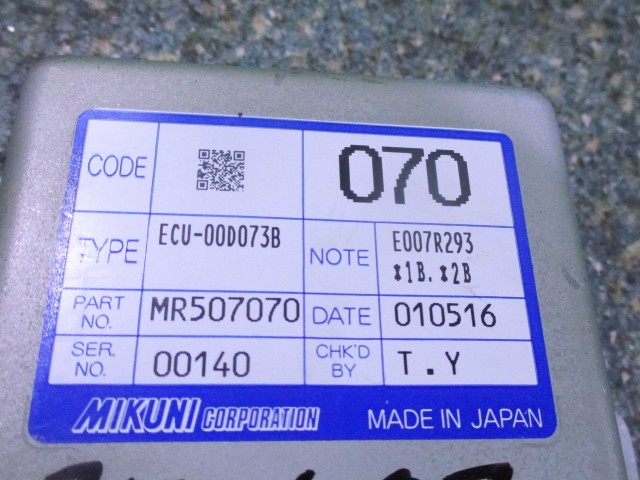 CODE 070
TYPE ECU-00D073B NOTE E007R293
*1B.*2B
PART NO. MR507070 DATE 010516
SER. NO. 00140 CHK'D BY T.Y
MIKUNI CORPORATION MADE IN JAPAN